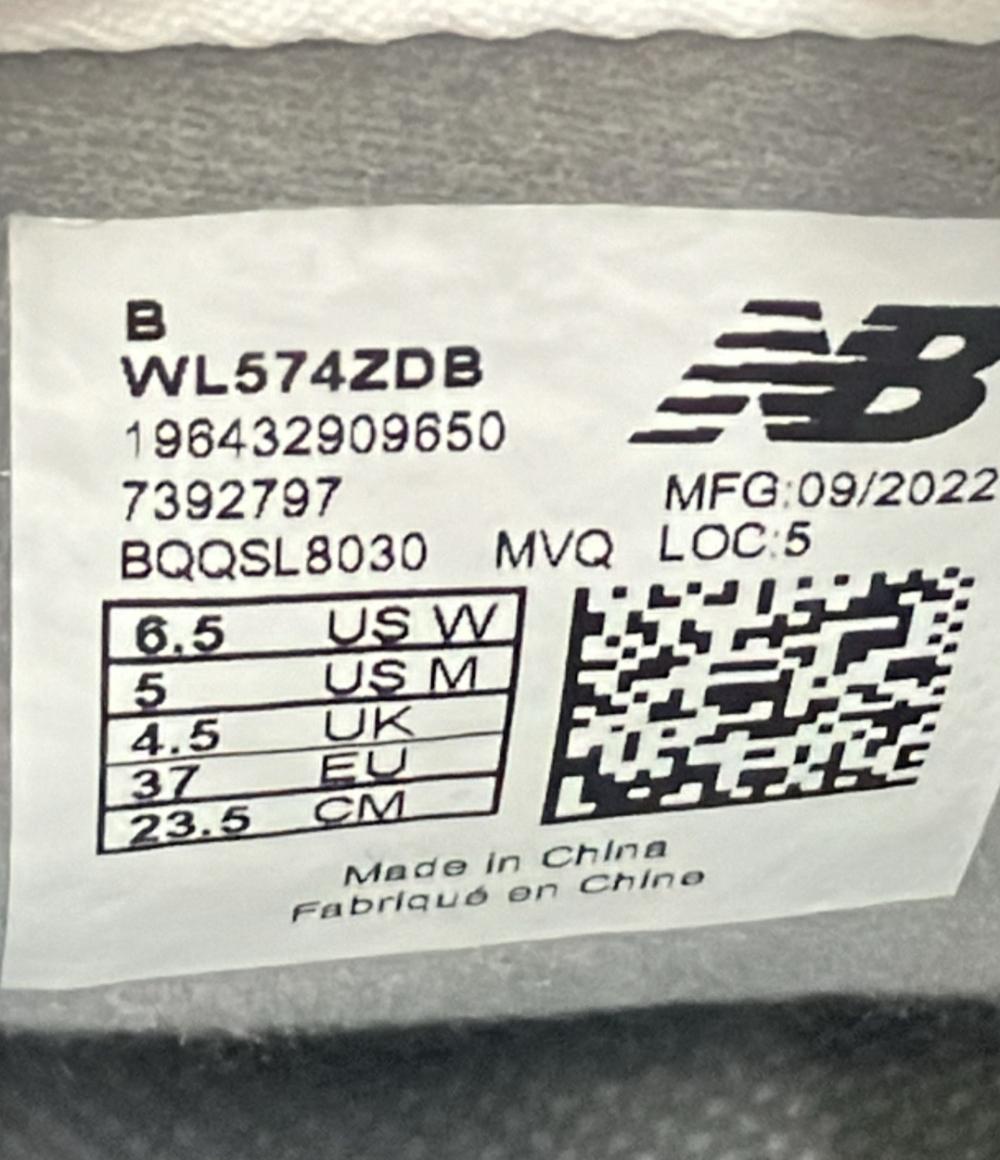 B
WL574ZDB
196432909650
7392797
BQQSL8030 MVQ
NB
MFG:09/2022
LOC:5
6.5 US W
5 US M
4.5 UK
37 EU
23.5 CM
Made in China
Fabriqué en Chine